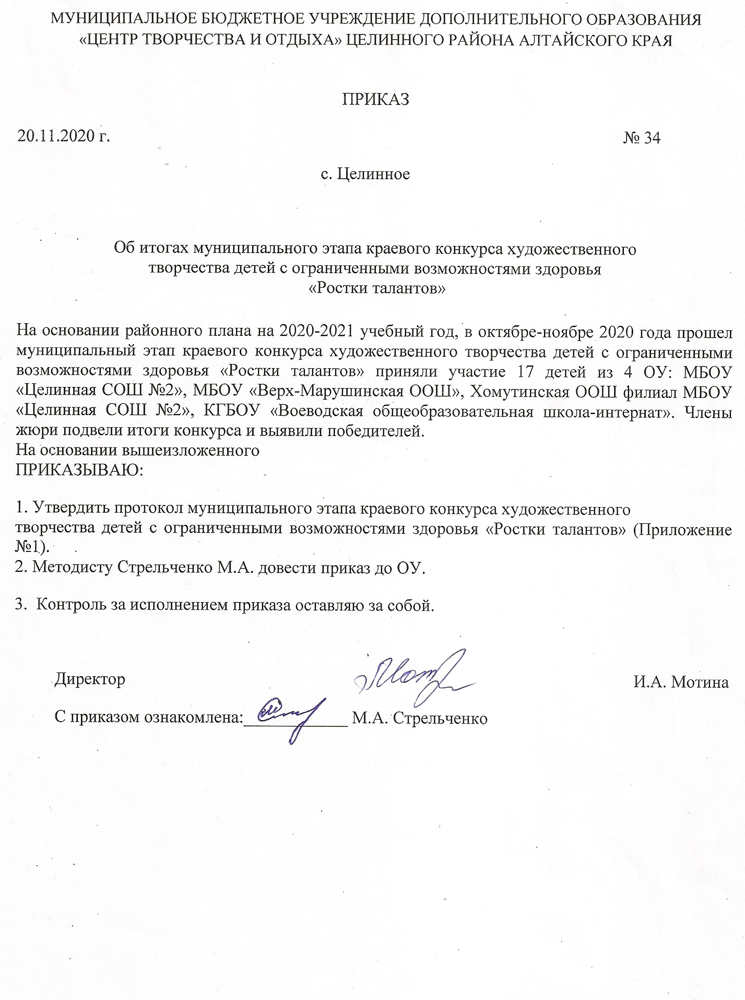 МУНИЦИПАЛЬНОЕ БЮДЖЕТНОЕ УЧРЕЖДЕНИЕ ДОПОЛНИТЕЛЬНОГО ОБРАЗОВАНИЯ
«ЦЕНТР ТВОРЧЕСТВА И ОТДЫХА» ЦЕЛИННОГО РАЙОНА АЛТАЙСКОГО КРАЯ
ПРИКАЗ
20.11.2020 г. № 34
с. Целинное
Об итогах муниципального этапа краевого конкурса художественного
творчества детей с ограниченными возможностями здоровья
«Ростки талантов»
На основании районного плана на 2020-2021 учебный год, в октябре-ноябре 2020 года прошел
муниципальный этап краевого конкурса художественного творчества детей с ограниченными
возможностями здоровья «Ростки талантов» приняли участие 17 детей из 4 ОУ: МБОУ
«Целинная СОШ №2», МБОУ «Верх-Марушинская ООШ», Хомутинская ООШ филиал МБОУ
«Целинная СОШ №2», КГБОУ «Воеводская общеобразовательная школа-интернат». Члены
жюри подвели итоги конкурса и выявили победителей.
На основании вышеизложенного
ПРИКАЗЫВАЮ:
1. Утвердить протокол муниципального этапа краевого конкурса художественного
творчества детей с ограниченными возможностями здоровья «Ростки талантов» (Приложение
№1).
2. Методисту Стрельченко М.А. довести приказ до ОУ.
3. Контроль за исполнением приказа оставляю за собой.
Директор И.А. Мотина
С приказом ознакомлена:____________ М.А. Стрельченко